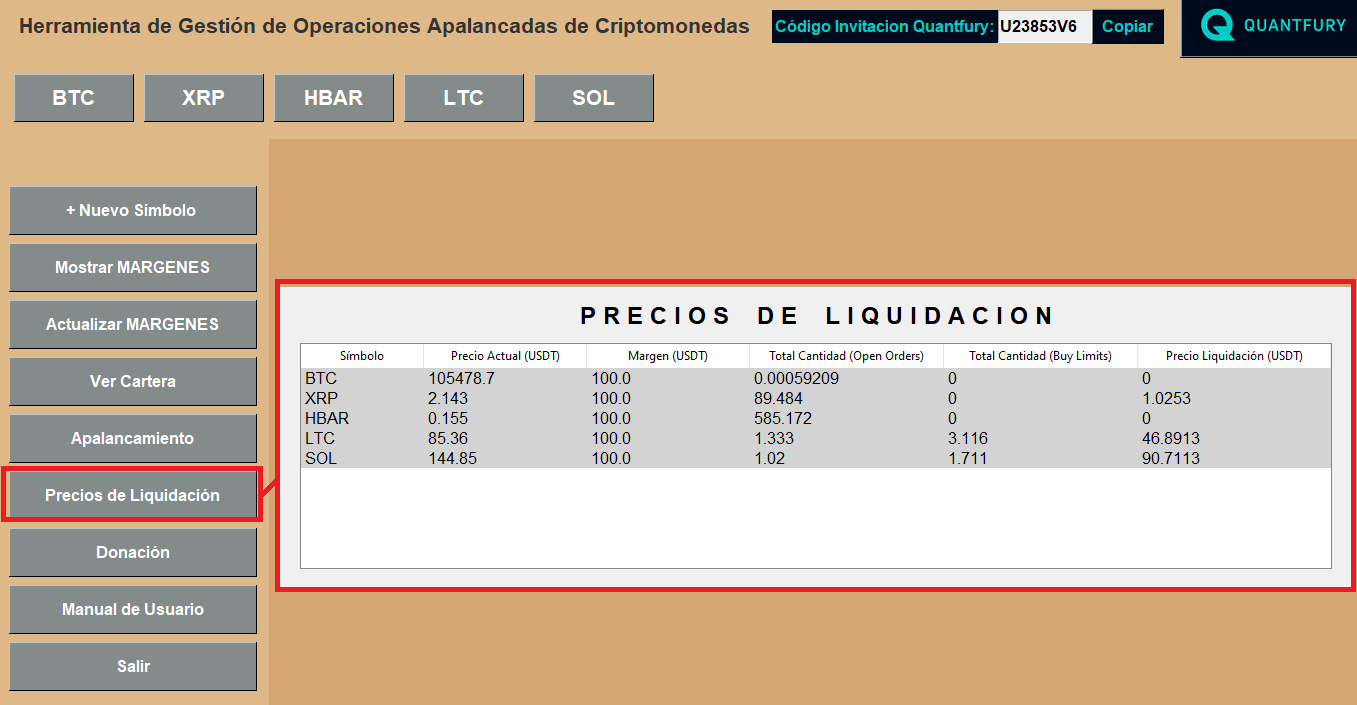 Herramienta de Gestión de Operaciones Apalancadas de Criptomonedas
Código Invitacion Quantfury: U23853V6 Copiar
QUANTFURY
BTC XRP HBAR LTC SOL
+ Nuevo Símbolo
Mostrar MARGENES
Actualizar MARGENES
Ver Cartera
Apalancamiento
Precios de Liquidación
Donación
Manual de Usuario
Salir
PRECIOS DE LIQUIDACION
Símbolo Precio Actual (USDT) Margen (USDT) Total Cantidad (Open Orders) Total Cantidad (Buy Limits) Precio Liquidación (USDT)
BTC 105478.7 100.0 0.00059209 0 0
XRP 2.143 100.0 89.484 0 1.0253
HBAR 0.155 100.0 585.172 0 0
LTC 85.36 100.0 1.333 3.116 46.8913
SOL 144.85 100.0 1.02 1.711 90.7113